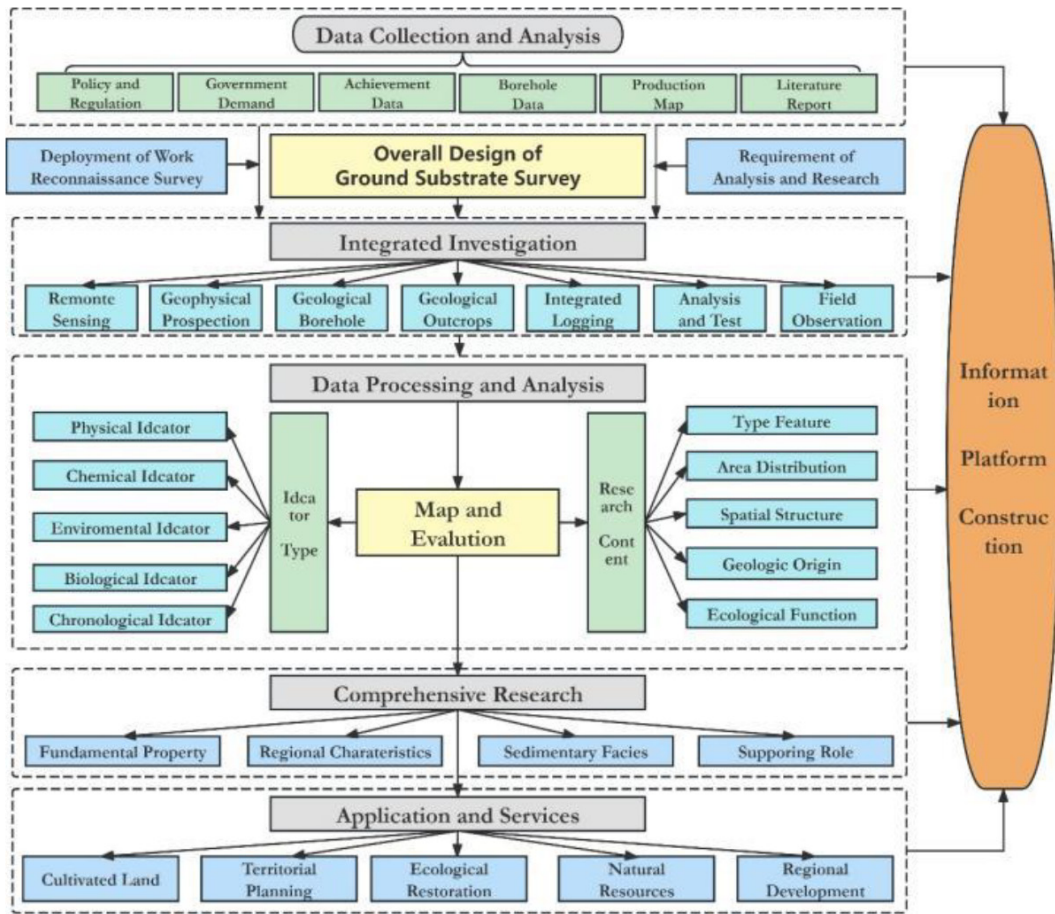 Data Collection and Analysis
Policy and
Regulation
Government
Demand
Achievement
Data
Borehole
Data
Production
Map
Literature
Report
Deployment of Work
Reconnaissance Survey
Overall Design of
Ground Substrate Survey
Requirement of
Analysis and Research
Integrated Investigation
Remonte
Sensing
Geophysical
Prospection
Geological
Borehole
Geological
Outcrops
Integrated
Logging
Analysis
and Test
Field
Observation
Data Processing and Analysis
Physical Idcator
Chemical Idcator
Enviromental Idcator
Biological Idcator
Chronological Idcator
Idca
tor
Type
Map and
Evalution
Rese
arch
Cont
ent
Type Feature
Area Distribution
Spatial Structure
Geologic Origin
Ecological Function
Comprehensive Research
Fundamental Property
Regional Charateristics
Sedimentary Facies
Supporing Role
Application and Services
Cultivated Land
Territorial
Planning
Ecological
Restoration
Natural
Resources
Regional
Development
Informat
ion
Platform
Construc
tion